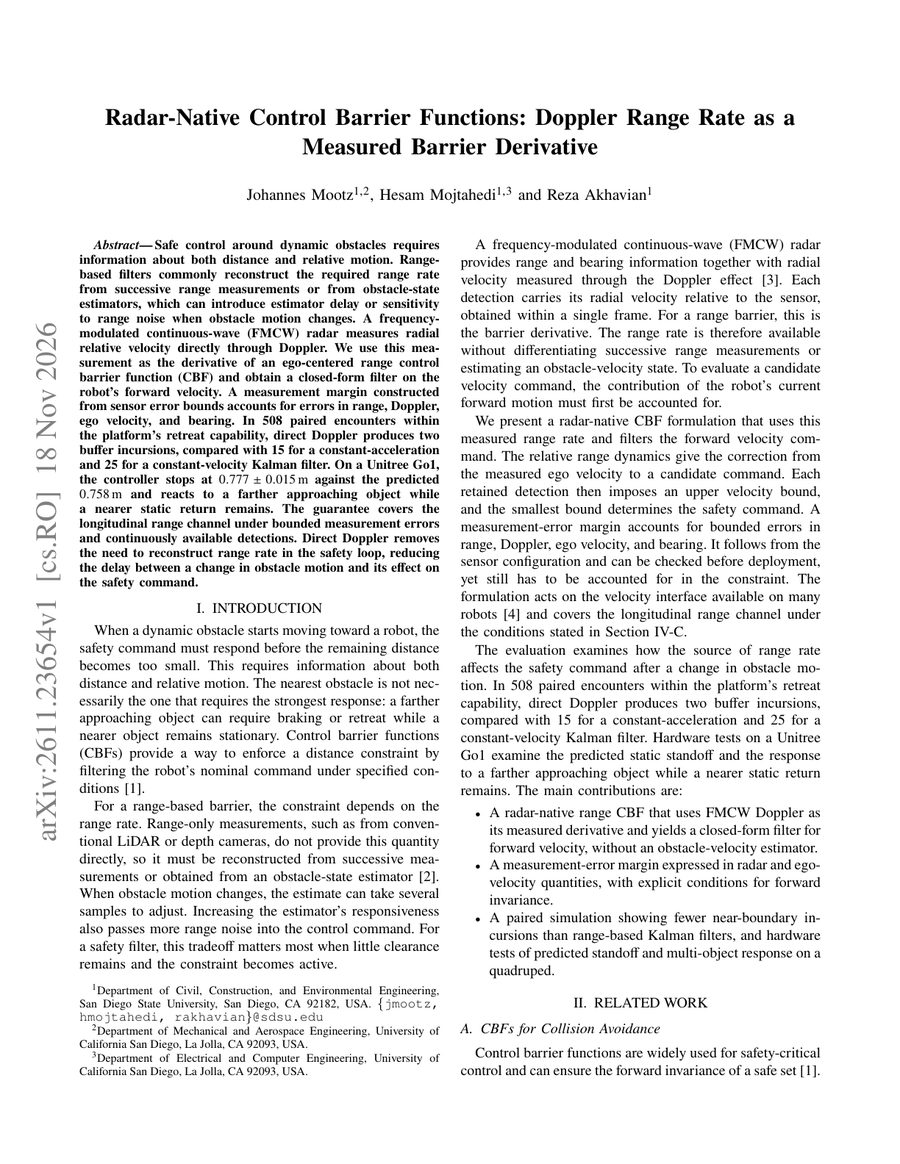 Radar-Native Control Barrier Functions: Doppler Range Rate as a
Measured Barrier Derivative
Johannes Mootz1,2, Hesam Mojtahedi1,3 and Reza Akhavian1
Abstract—Safe control around dynamic obstacles requires
information about both distance and relative motion. Range-
based filters commonly reconstruct the required range rate
from successive range measurements or from obstacle-state
estimators, which can introduce estimator delay or sensitivity
to range noise when obstacle motion changes. A frequency-
modulated continuous-wave (FMCW) radar measures radial
relative velocity directly through Doppler. We use this mea-
surement as the derivative of an ego-centered range control
barrier function (CBF) and obtain a closed-form filter on the
robot's forward velocity. A measurement margin constructed
from sensor error bounds accounts for errors in range, Doppler,
ego velocity, and bearing. In 508 paired encounters within
the platform's retreat capability, direct Doppler produces two
buffer incursions, compared with 15 for a constant-acceleration
and 25 for a constant-velocity Kalman filter. On a Unitree Go1,
the controller stops at 0.777 ± 0.015 m against the predicted
0.758 m and reacts to a farther approaching object while
a nearer static return remains. The guarantee covers the
longitudinal range channel under bounded measurement errors
and continuously available detections. Direct Doppler removes
the need to reconstruct range rate in the safety loop, reducing
the delay between a change in obstacle motion and its effect on
the safety command.
I. INTRODUCTION
When a dynamic obstacle starts moving toward a robot, the
safety command must respond before the remaining distance
becomes too small. This requires information about both
distance and relative motion. The nearest obstacle is not nec-
essarily the one that requires the strongest response: a farther
approaching object can require braking or retreat while a
nearer object remains stationary. Control barrier functions
(CBFs) provide a way to enforce a distance constraint by
filtering the robot's nominal command under specified con-
ditions [1].
For a range-based barrier, the constraint depends on the
range rate. Range-only measurements, such as from conven-
tional LiDAR or depth cameras, do not provide this quantity
directly, so it must be reconstructed from successive mea-
surements or obtained from an obstacle-state estimator [2].
When obstacle motion changes, the estimate can take several
samples to adjust. Increasing the estimator's responsiveness
also passes more range noise into the control command. For
a safety filter, this tradeoff matters most when little clearance
remains and the constraint becomes active.
1Department of Civil, Construction, and Environmental Engineering,
San Diego State University, San Diego, CA 92182, USA. {jmootz,
hmojtahedi, rakhavian}@sdsu.edu
2Department of Mechanical and Aerospace Engineering, University of
California San Diego, La Jolla, CA 92093, USA.
3Department of Electrical and Computer Engineering, University of
California San Diego, La Jolla, CA 92093, USA.
A frequency-modulated continuous-wave (FMCW) radar
provides range and bearing information together with radial
velocity measured through the Doppler effect [3]. Each
detection carries its radial velocity relative to the sensor,
obtained within a single frame. For a range barrier, this is
the barrier derivative. The range rate is therefore available
without differentiating successive range measurements or
estimating an obstacle-velocity state. To evaluate a candidate
velocity command, the contribution of the robot's current
forward motion must first be accounted for.
We present a radar-native CBF formulation that uses this
measured range rate and filters the forward velocity com-
mand. The relative range dynamics give the correction from
the measured ego velocity to a candidate command. Each
retained detection then imposes an upper velocity bound,
and the smallest bound determines the safety command. A
measurement-error margin accounts for bounded errors in
range, Doppler, ego velocity, and bearing. It follows from the
sensor configuration and can be checked before deployment,
yet still has to be accounted for in the constraint. The
formulation acts on the velocity interface available on many
robots [4] and covers the longitudinal range channel under
the conditions stated in Section IV-C.
The evaluation examines how the source of range rate
affects the safety command after a change in obstacle mo-
tion. In 508 paired encounters within the platform's retreat
capability, direct Doppler produces two buffer incursions,
compared with 15 for a constant-acceleration and 25 for a
constant-velocity Kalman filter. Hardware tests on a Unitree
Go1 examine the predicted static standoff and the response
to a farther approaching object while a nearer static return
remains. The main contributions are:
• A radar-native range CBF that uses FMCW Doppler as
its measured derivative and yields a closed-form filter for
forward velocity, without an obstacle-velocity estimator.
• A measurement-error margin expressed in radar and ego-
velocity quantities, with explicit conditions for forward
invariance.
• A paired simulation showing fewer near-boundary in-
cursions than range-based Kalman filters, and hardware
tests of predicted standoff and multi-object response on a
quadruped.
II. RELATED WORK
A. CBFs for Collision Avoidance
Control barrier functions are widely used for safety-critical
control and can ensure the forward invariance of a safe set [1].
arXiv:2611.23654v1 [cs.RO] 18 Nov 2026